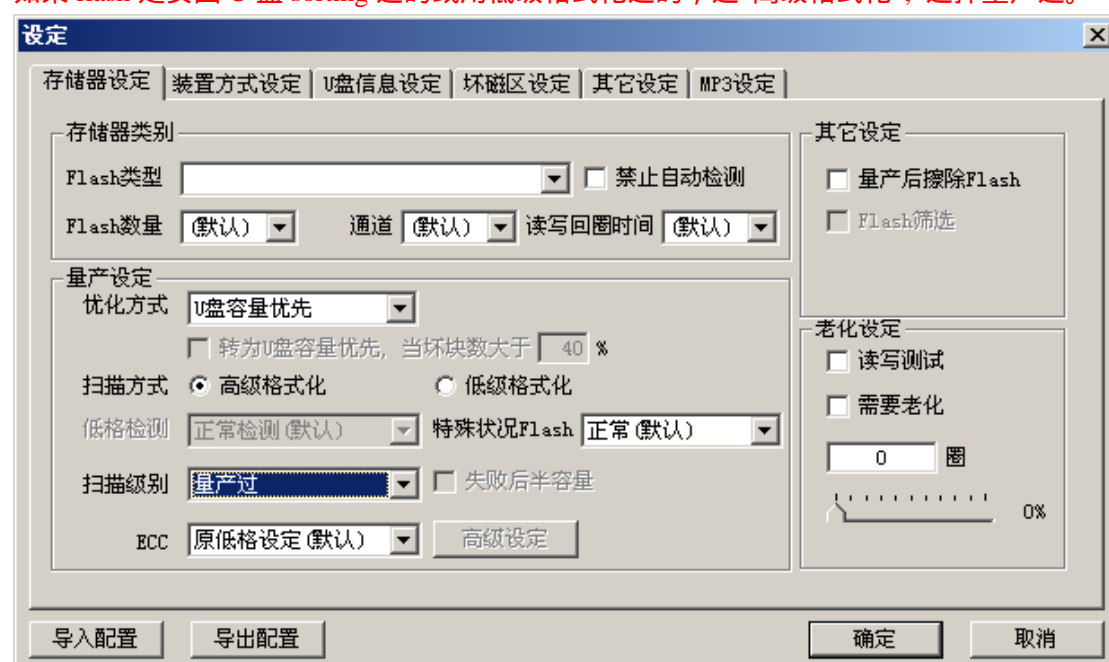 设定
存储器设定 装置方式设定 U盘信息设定 坏磁区设定 其它设定 MP3设定
存储器类别
Flash类型 禁止自动检测
Flash数量 (默认) 通道 (默认) 读写回圈时间 (默认)
量产设定
优化方式 U盘容量优先
转为U盘容量优先, 当坏块数大于 40 %
扫描方式 高级格式化 低级格式化
低格检测 正常检测(默认) 特殊状况Flash 正常(默认)
扫描级别 量产过 失败后半容量
ECC 原低格设定(默认) 高级设定
其它设定
量产后擦除Flash
Flash筛选
老化设定
读写测试
需要老化
0 圈
0%
导入配置 导出配置 确定 取消